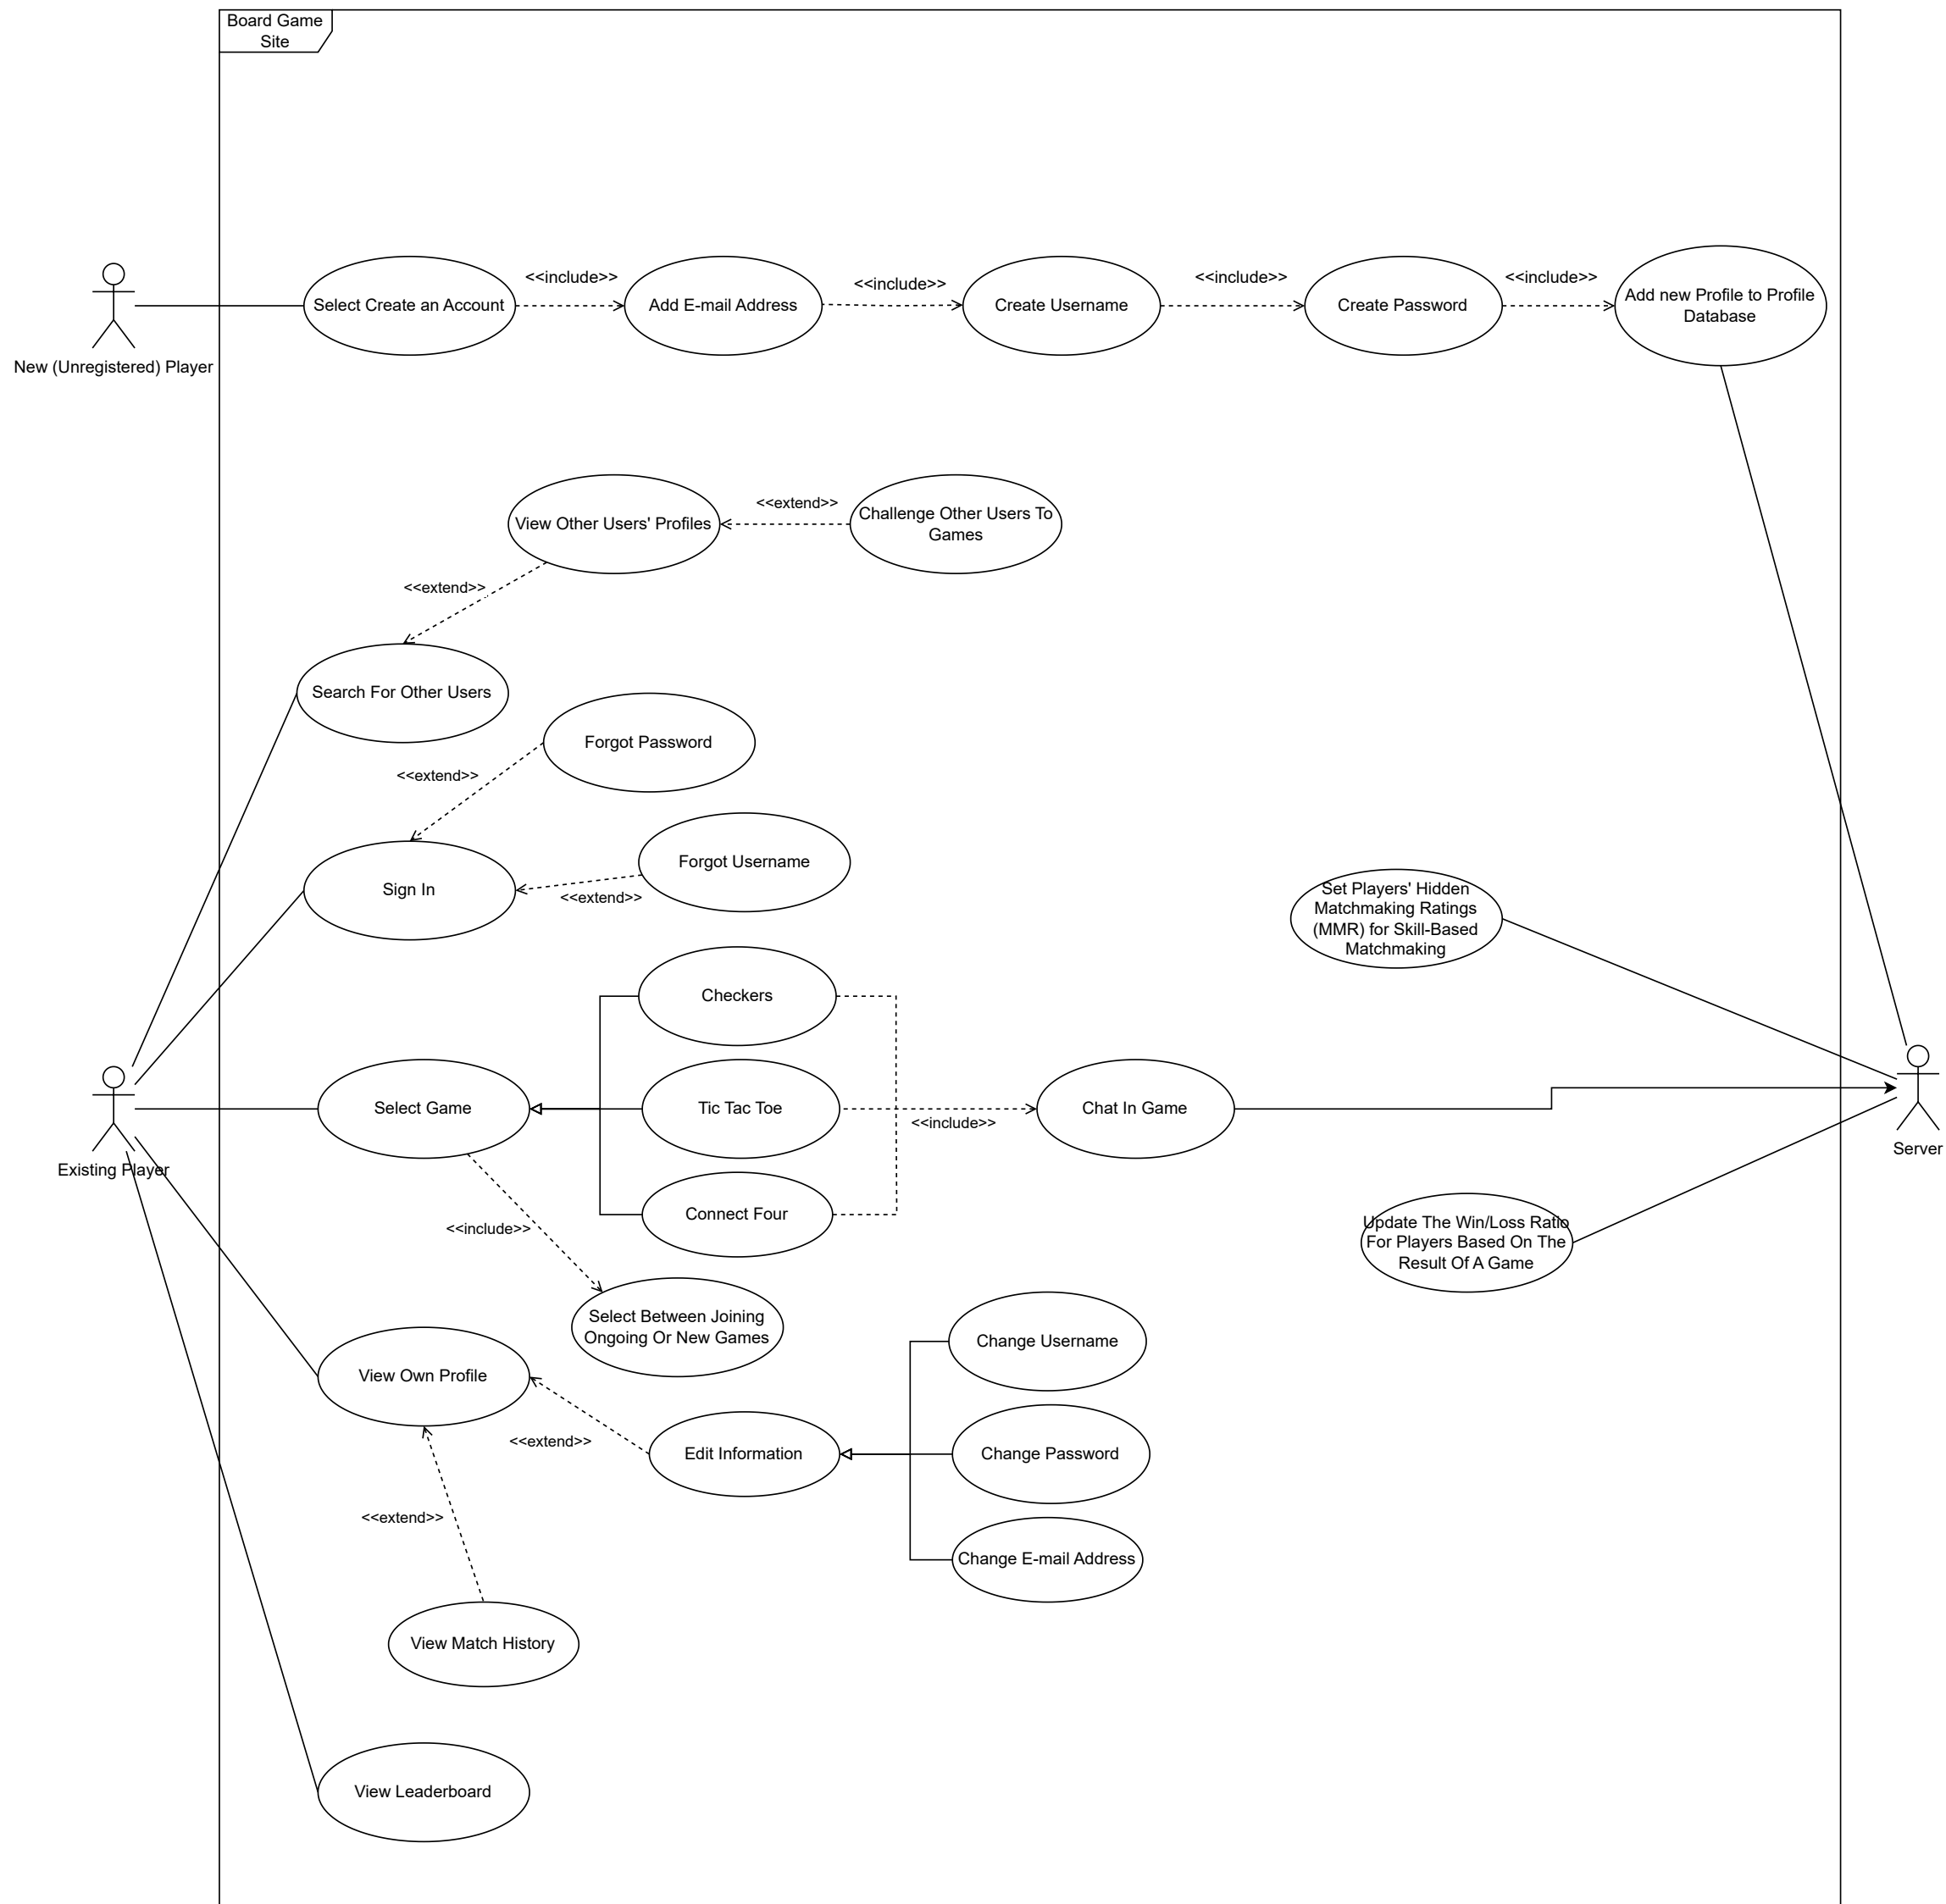 Board Game
Site
<<include>>
<<include>>
<<include>>
<<include>>
Select Create an Account
Add E-mail Address
Create Username
Create Password
Add new Profile to Profile
Database
New (Unregistered) Player
View Other Users' Profiles
<<extend>>
Challenge Other Users To
Games
<<extend>>
Search For Other Users
Forgot Password
<<extend>>
Forgot Username
Sign In
<<extend>>
Set Players' Hidden
Matchmaking Ratings
(MMR) for Skill-Based
Matchmaking
Checkers
Select Game
Tic Tac Toe
Chat In Game
<<include>>
Existing Player
Server
Connect Four
<<include>>
Update The Win/Loss Ratio
For Players Based On The
Result Of A Game
Select Between Joining
Ongoing Or New Games
Change Username
View Own Profile
<<extend>>
Edit Information
Change Password
<<extend>>
Change E-mail Address
View Match History
View Leaderboard